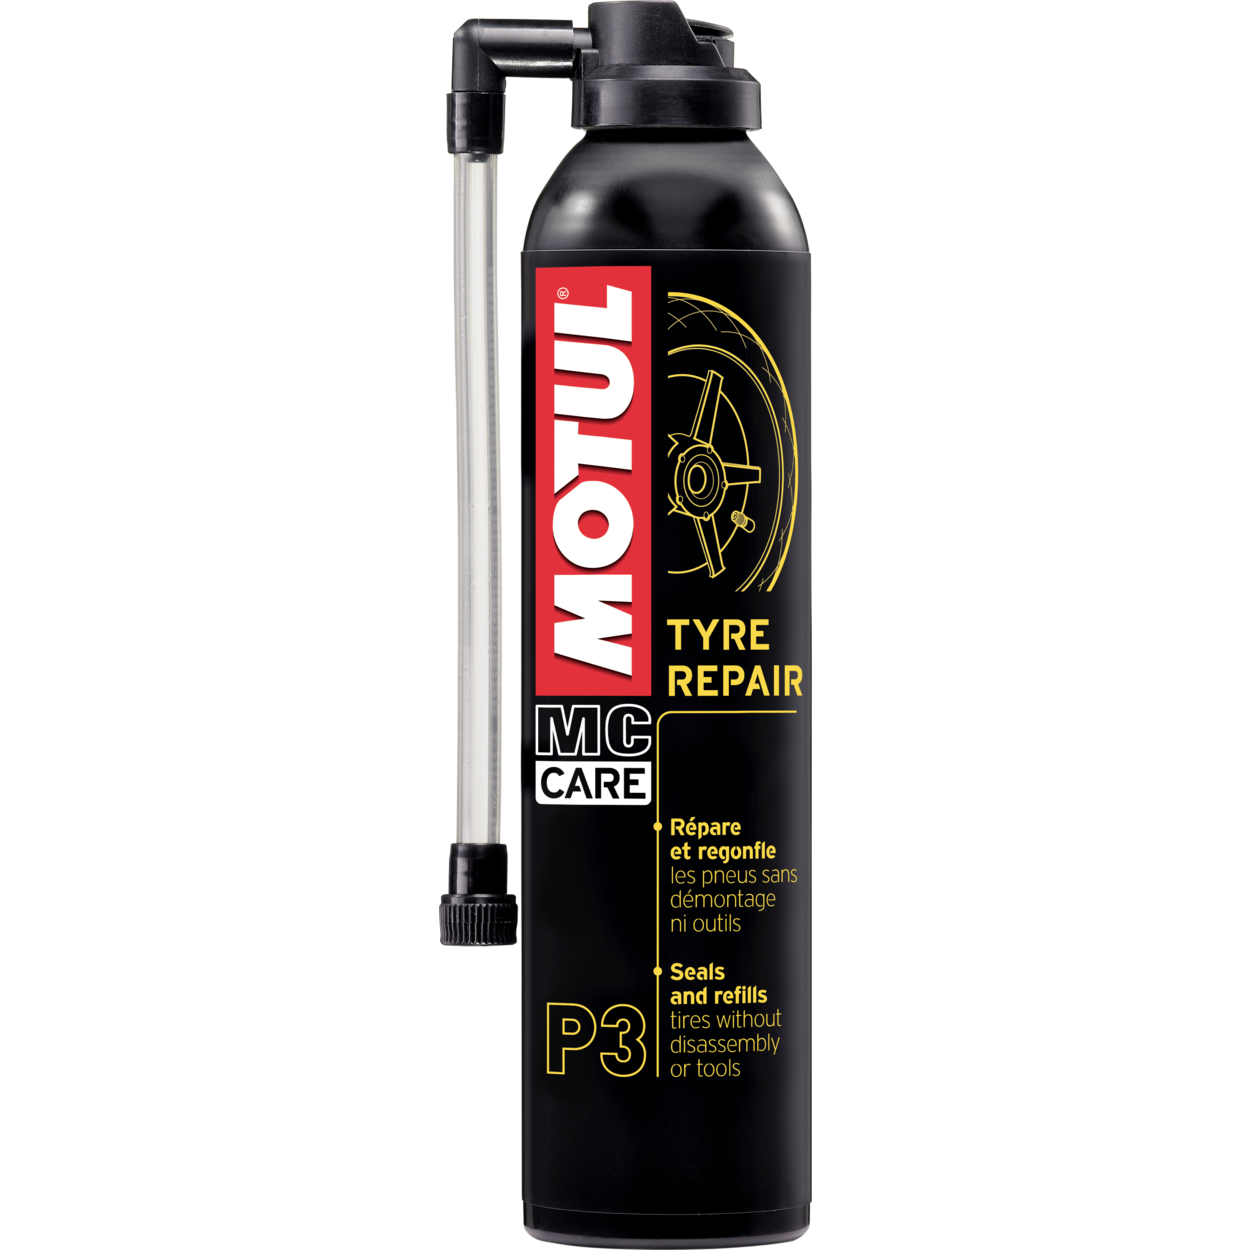 MOTUL®
TYRE
REPAIR
MC
CARE
Répare
et regonfle
les pneus sans
démontage
ni outils
Seals
and refills
tires without
disassembly
or tools
P3